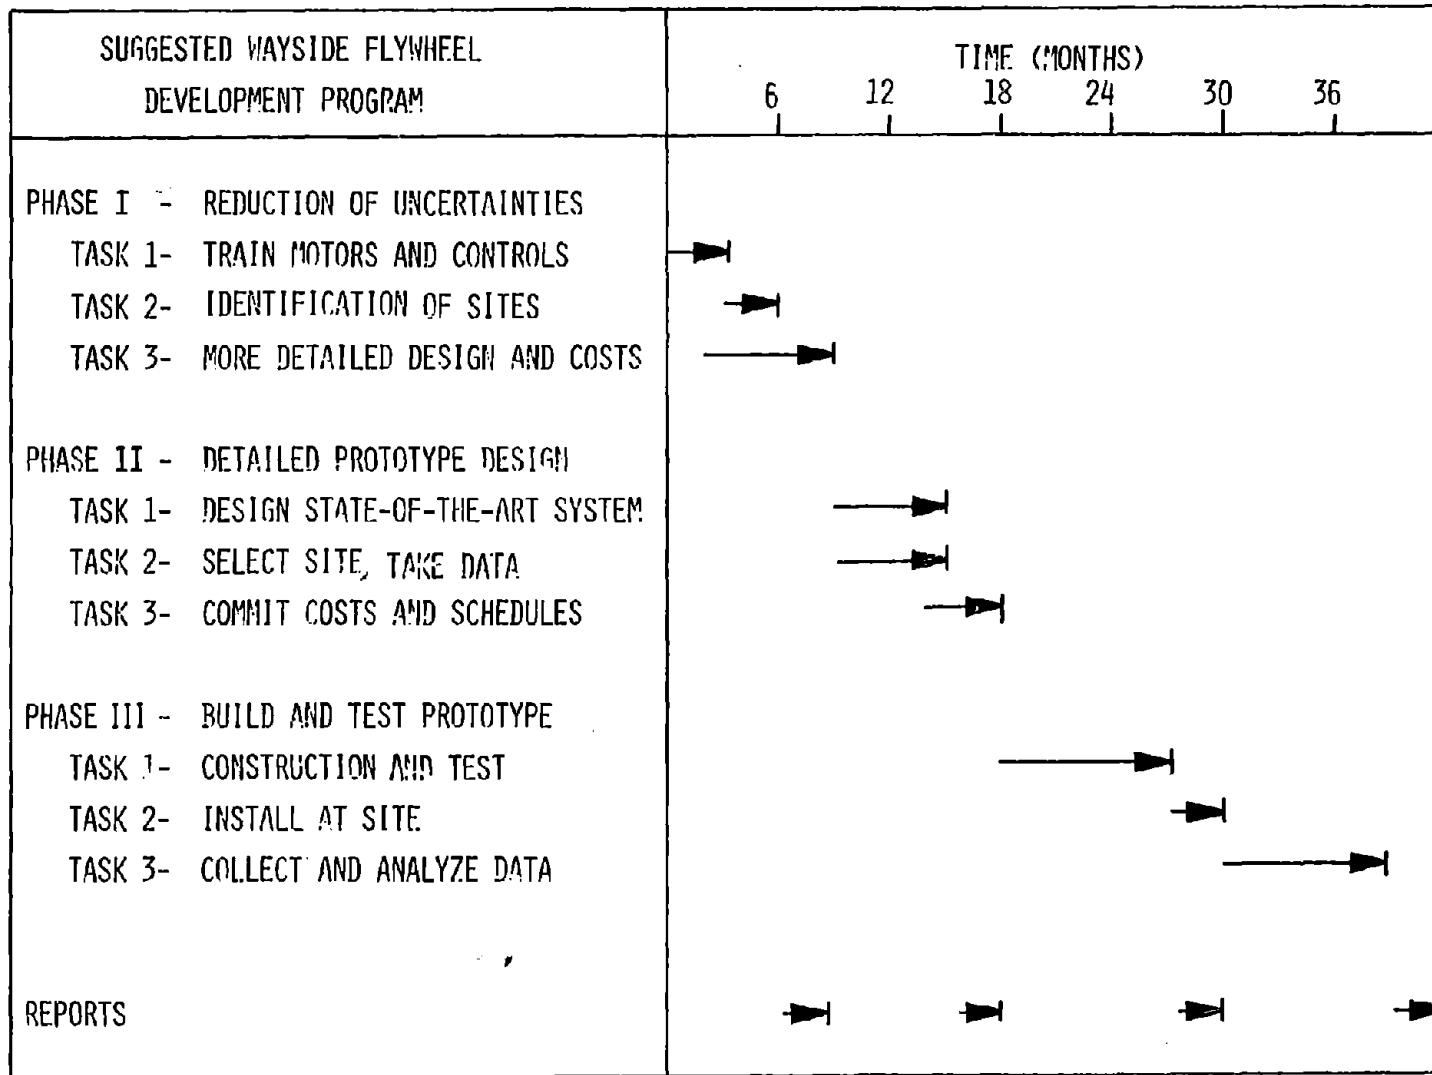 SUGGESTED WAYSIDE FLYWHEEL
DEVELOPMENT PROGRAM
TIME (MONTHS)
6 12 18 24 30 36
PHASE I - REDUCTION OF UNCERTAINTIES
TASK 1- TRAIN MOTORS AND CONTROLS
TASK 2- IDENTIFICATION OF SITES
TASK 3- MORE DETAILED DESIGN AND COSTS
PHASE II - DETAILED PROTOTYPE DESIGN
TASK 1- DESIGN STATE-OF-THE-ART SYSTEM
TASK 2- SELECT SITE, TAKE DATA
TASK 3- COMMIT COSTS AND SCHEDULES
PHASE III - BUILD AND TEST PROTOTYPE
TASK 1- CONSTRUCTION AND TEST
TASK 2- INSTALL AT SITE
TASK 3- COLLECT AND ANALYZE DATA
REPORTS